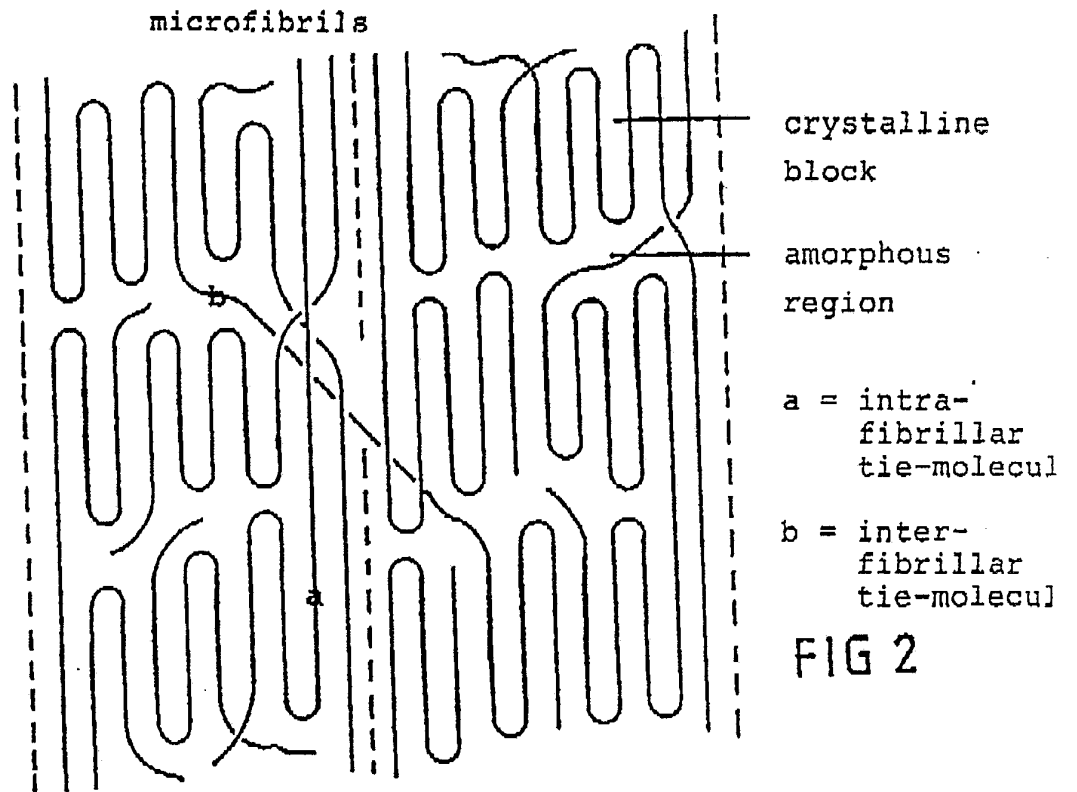 microfibrils
crystalline
block
b
amorphous
region
a = intra-
fibrillar
tie-molecul
b = inter-
fibrillar
tie-molecul
a
FIG 2